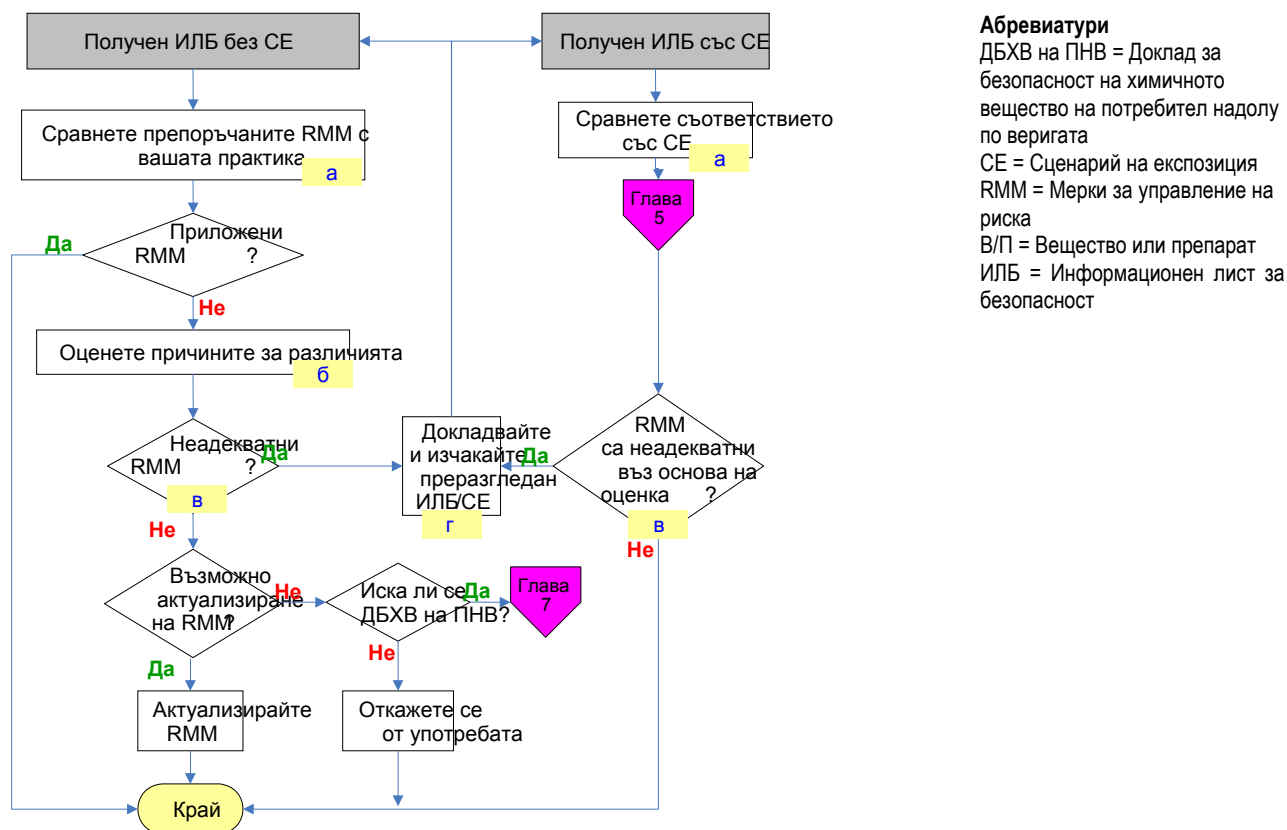 Получен ИЛБ без СЕ
Получен ИЛБ със СЕ
Сравнете препоръчаните RMM с
вашата практика
а
Сравнете съответствието
със СЕ
а
Глава
5
Приложени
RMM ?
Да
Не
Оценете причините за различията
б
Неадекватни
RMM ?
Да
в
Не
Докладвайте
и изчакайте
преразгледан
ИЛБ/СЕ
г
RMM
са неадекватни
въз основа на
оценка ?
Да
в
Не
Възможно
актуализиране
на RMM?
Не
Да
Иска ли се
ДБХВ на ПНВ?
Да
Не
Глава
7
Актуализирайте
RMM
Откажете се
от употребата
Край
Абревиатури
ДБХВ на ПНВ = Доклад за
безопасност на химичното
вещество на потребител надолу
по веригата
СЕ = Сценарий на експозиция
RMM = Мерки за управление на
риска
В/П = Вещество или препарат
ИЛБ = Информационен лист за
безопасност